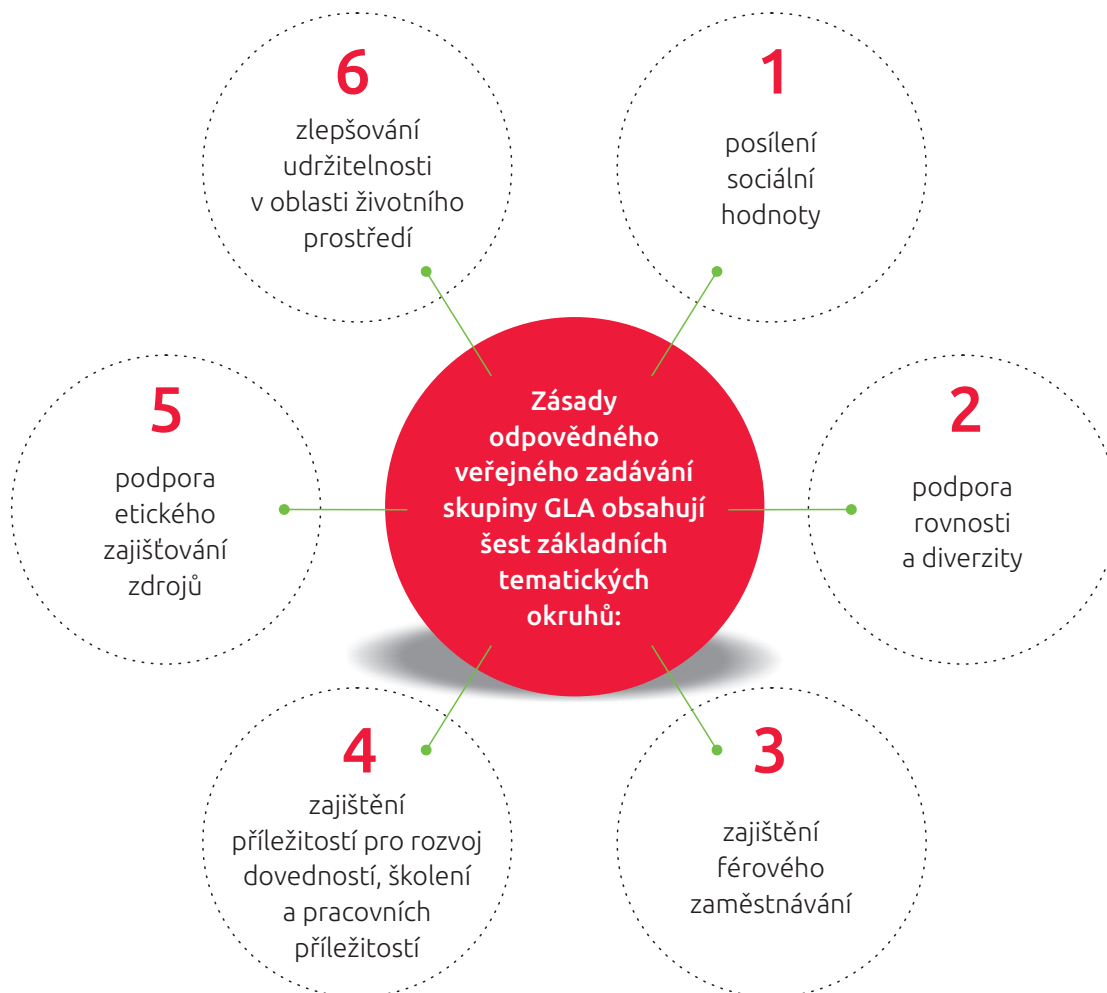 Zásady
odpovědného
veřejného zadávání
skupiny GLA obsahují
šest základních
tematických
okruhů:
1
posílení
sociální
hodnoty
2
podpora
rovnosti
a diverzity
3
zajištění
férového
zaměstnávání
4
zajištění
příležitostí pro rozvoj
dovedností, školení
a pracovních
příležitostí
5
podpora
etického
zajišťování
zdrojů
6
zlepšování
udržitelnosti
v oblasti životního
prostředí